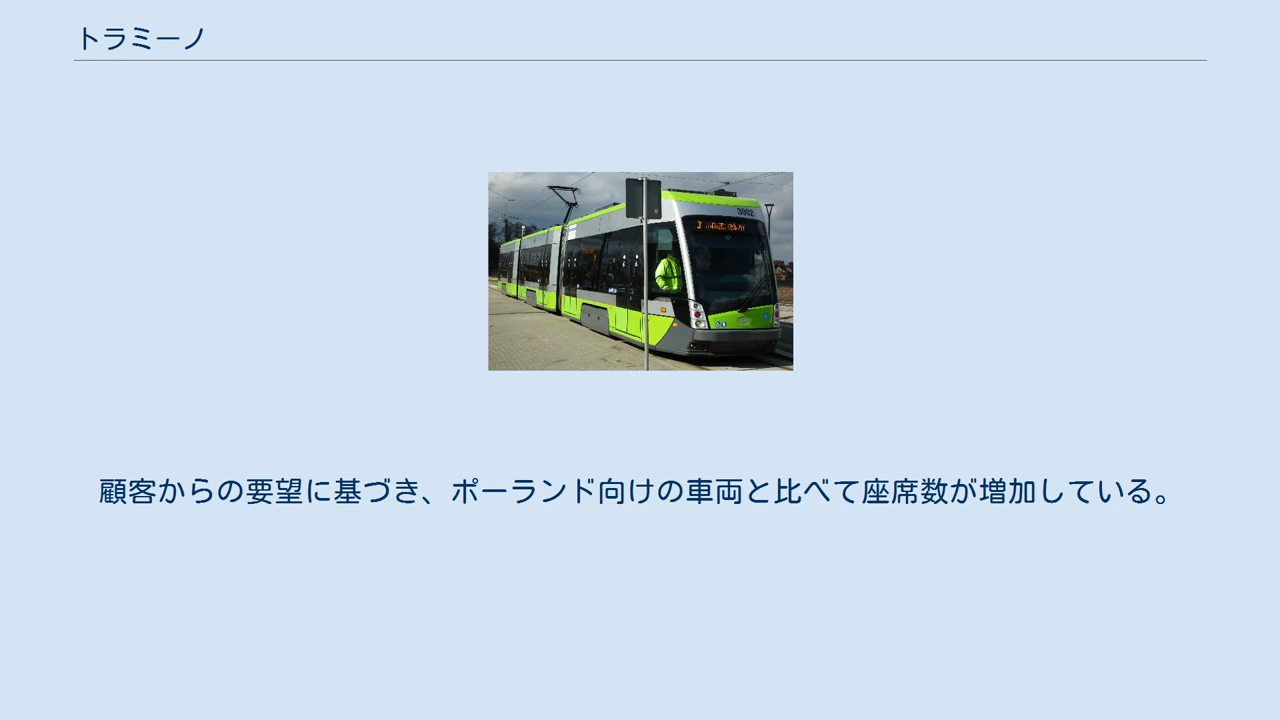 トラミーノ
3002
顧客からの要望に基づき、ポーランド向けの車両と比べて座席数が増加している。